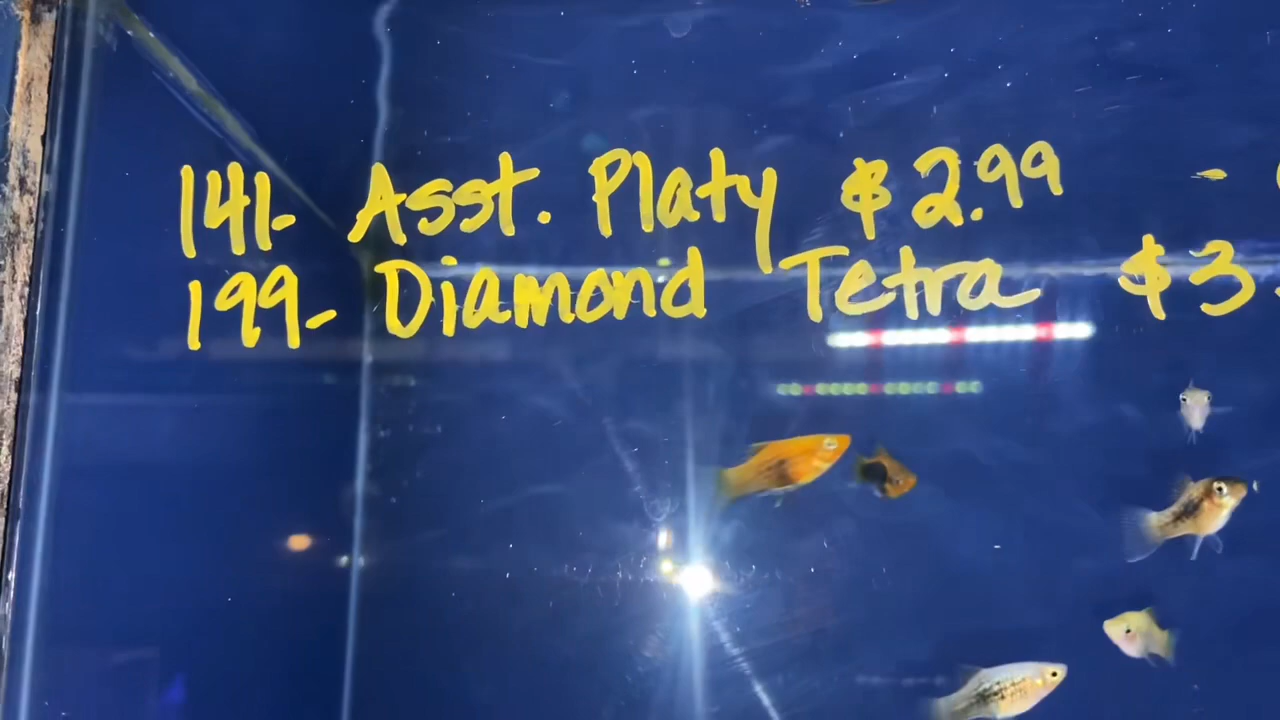 141- Asst. Platy $2.99
199- Diamond Tetra $3.